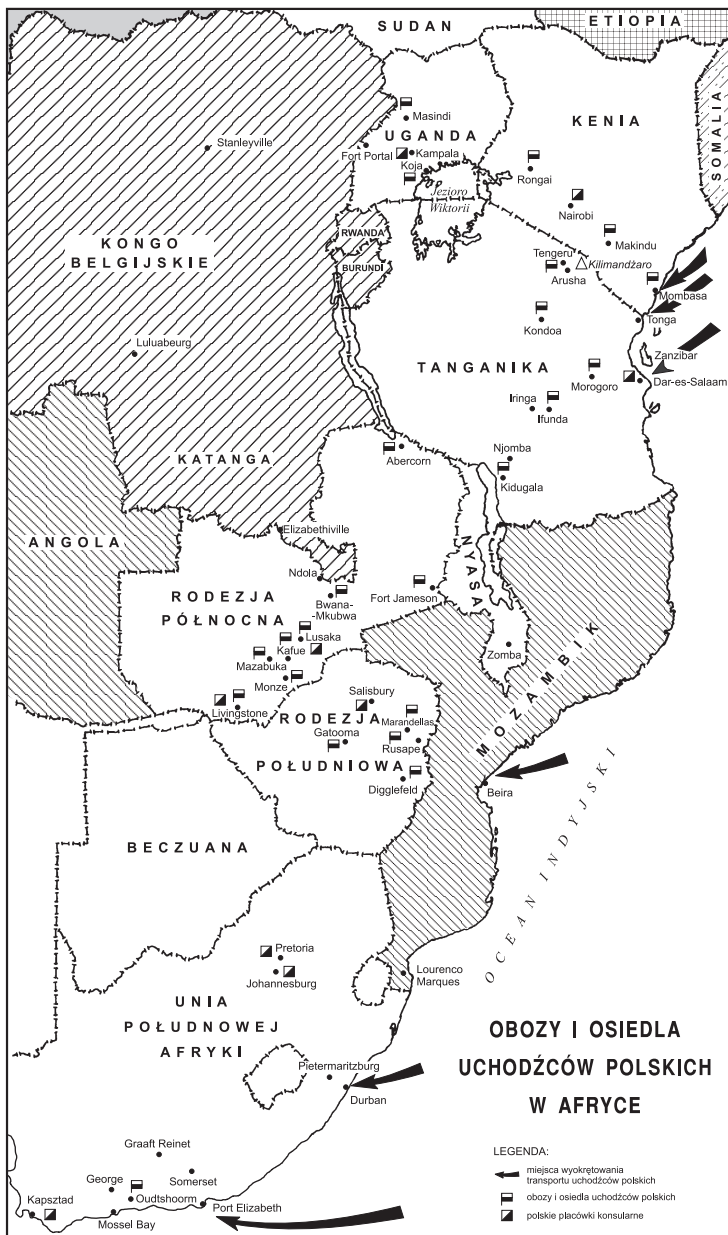 SUDAN
ETIOPIA
SOMALIA
KENIA
Masindi
UGANDA
Stanleyville
Fort Portal
Kampala
Koja
Rongai
Jezioro
Wiktorii
Nairobi
RWANDA
KONGO
BELGIJSKIE
Makindu
BURUNDI
Tengeru
Kilimandżaro
Arusha
Mombasa
Kondoa
Tonga
Luluabeurg
Zanzibar
TANGANIKA
Morogoro
Dar-es-Salaam
Iringa
Ifunda
KATANGA
Abercorn
Njomba
Kidugala
ANGOLA
Elizabethiville
NYASA
Ndola
RODEZJA
PÓŁNOCNA
Bwana-
-Mkubwa
Fort Jameson
Lusaka
Kafue
Mazabuka
Zomba
Monze
MOZAMBIK
Livingstone
Salisbury
RODEZJA
Marandellas
Gatooma
Rusape
POŁUDNIOWA
Digglefeld
Beira
BECZUANA
OCEAN INDYJSKI
Pretoria
Johannesburg
Lourenco
Marques
UNIA
POŁUDNOWEJ
AFRYKI
OBOZY I OSIEDLA
UCHODŹCÓW POLSKICH
W AFRYCE
Pietermaritzburg
Durban
Graaft Reinet
Somerset
George
Oudtshoorm
Kapsztad
Mossel Bay
Port Elizabeth
LEGENDA:
miejsca wyokrętowania
transportu uchodźców polskich
obozy i osiedla uchodźców polskich
polskie placówki konsularne